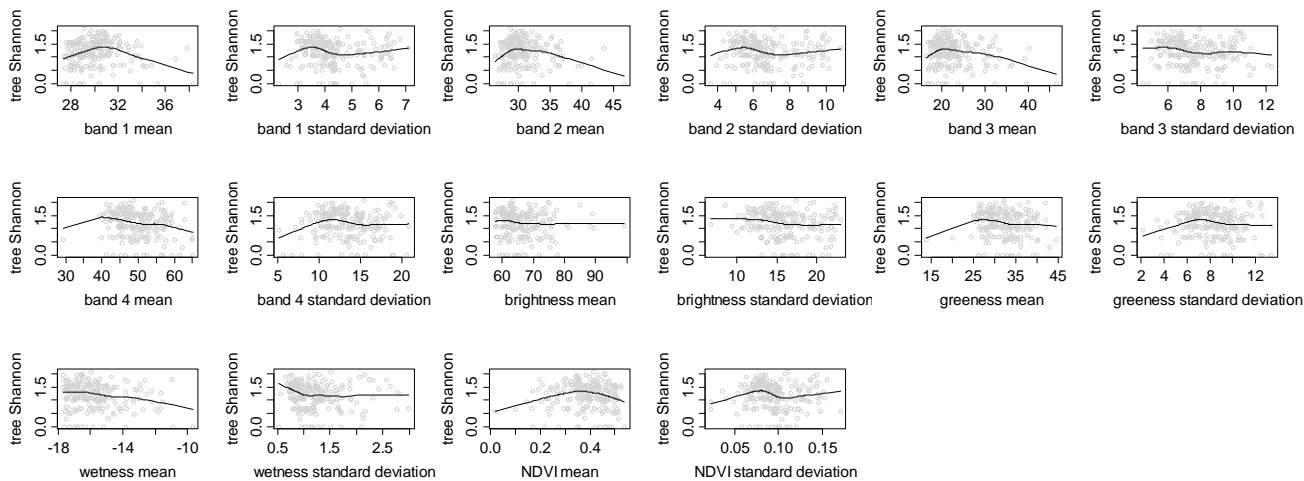 tree Shannon
0.0 1.5
28 32 36
band 1 mean
tree Shannon
0.0 1.5
3 4 5 6 7
band 1 standard deviation
tree Shannon
0.0 1.5
30 35 40 45
band 2 mean
tree Shannon
0.0 1.5
4 6 8 10
band 2 standard deviation
tree Shannon
0.0 1.5
20 30 40
band 3 mean
tree Shannon
0.0 1.5
6 8 10 12
band 3 standard deviation
tree Shannon
0.0 1.5
30 40 50 60
band 4 mean
tree Shannon
0.0 1.5
5 10 15 20
band 4 standard deviation
tree Shannon
0.0 1.5
60 70 80 90
brightness mean
tree Shannon
0.0 1.5
10 15 20
brightness standard deviation
tree Shannon
0.0 1.5
15 25 35 45
greeness mean
tree Shannon
0.0 1.5
2 4 6 8 12
greeness standard deviation
tree Shannon
0.0 1.5
-18 -14 -10
wetness mean
tree Shannon
0.0 1.5
0.5 1.5 2.5
wetness standard deviation
tree Shannon
0.0 1.5
0.0 0.2 0.4
NDVI mean
tree Shannon
0.0 1.5
0.05 0.10 0.15
NDVI standard deviation